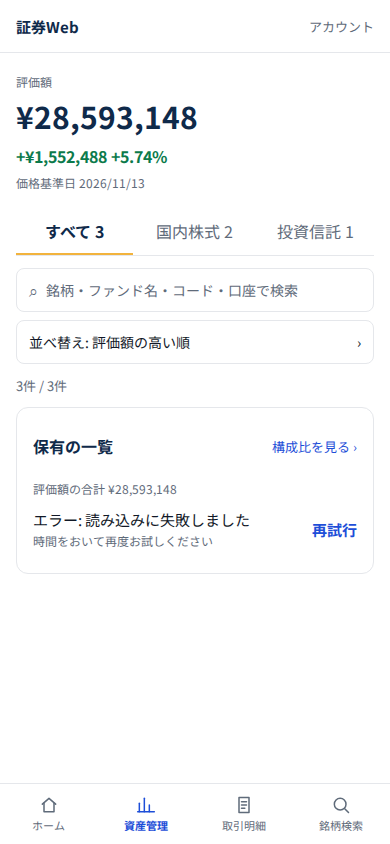 証券Web
アカウント
評価額
¥28,593,148
+¥1,552,488 +5.74%
価格基準日 2026/11/13
すべて 3
国内株式 2
投資信託 1
銘柄・ファンド名・コード・口座で検索
並べ替え: 評価額の高い順 ›
3件 / 3件
保有の一覧
構成比を見る ›
評価額の合計 ¥28,593,148
エラー: 読み込みに失敗しました
時間をおいて再度お試しください
再試行
ホーム
資産管理
取引明細
銘柄検索